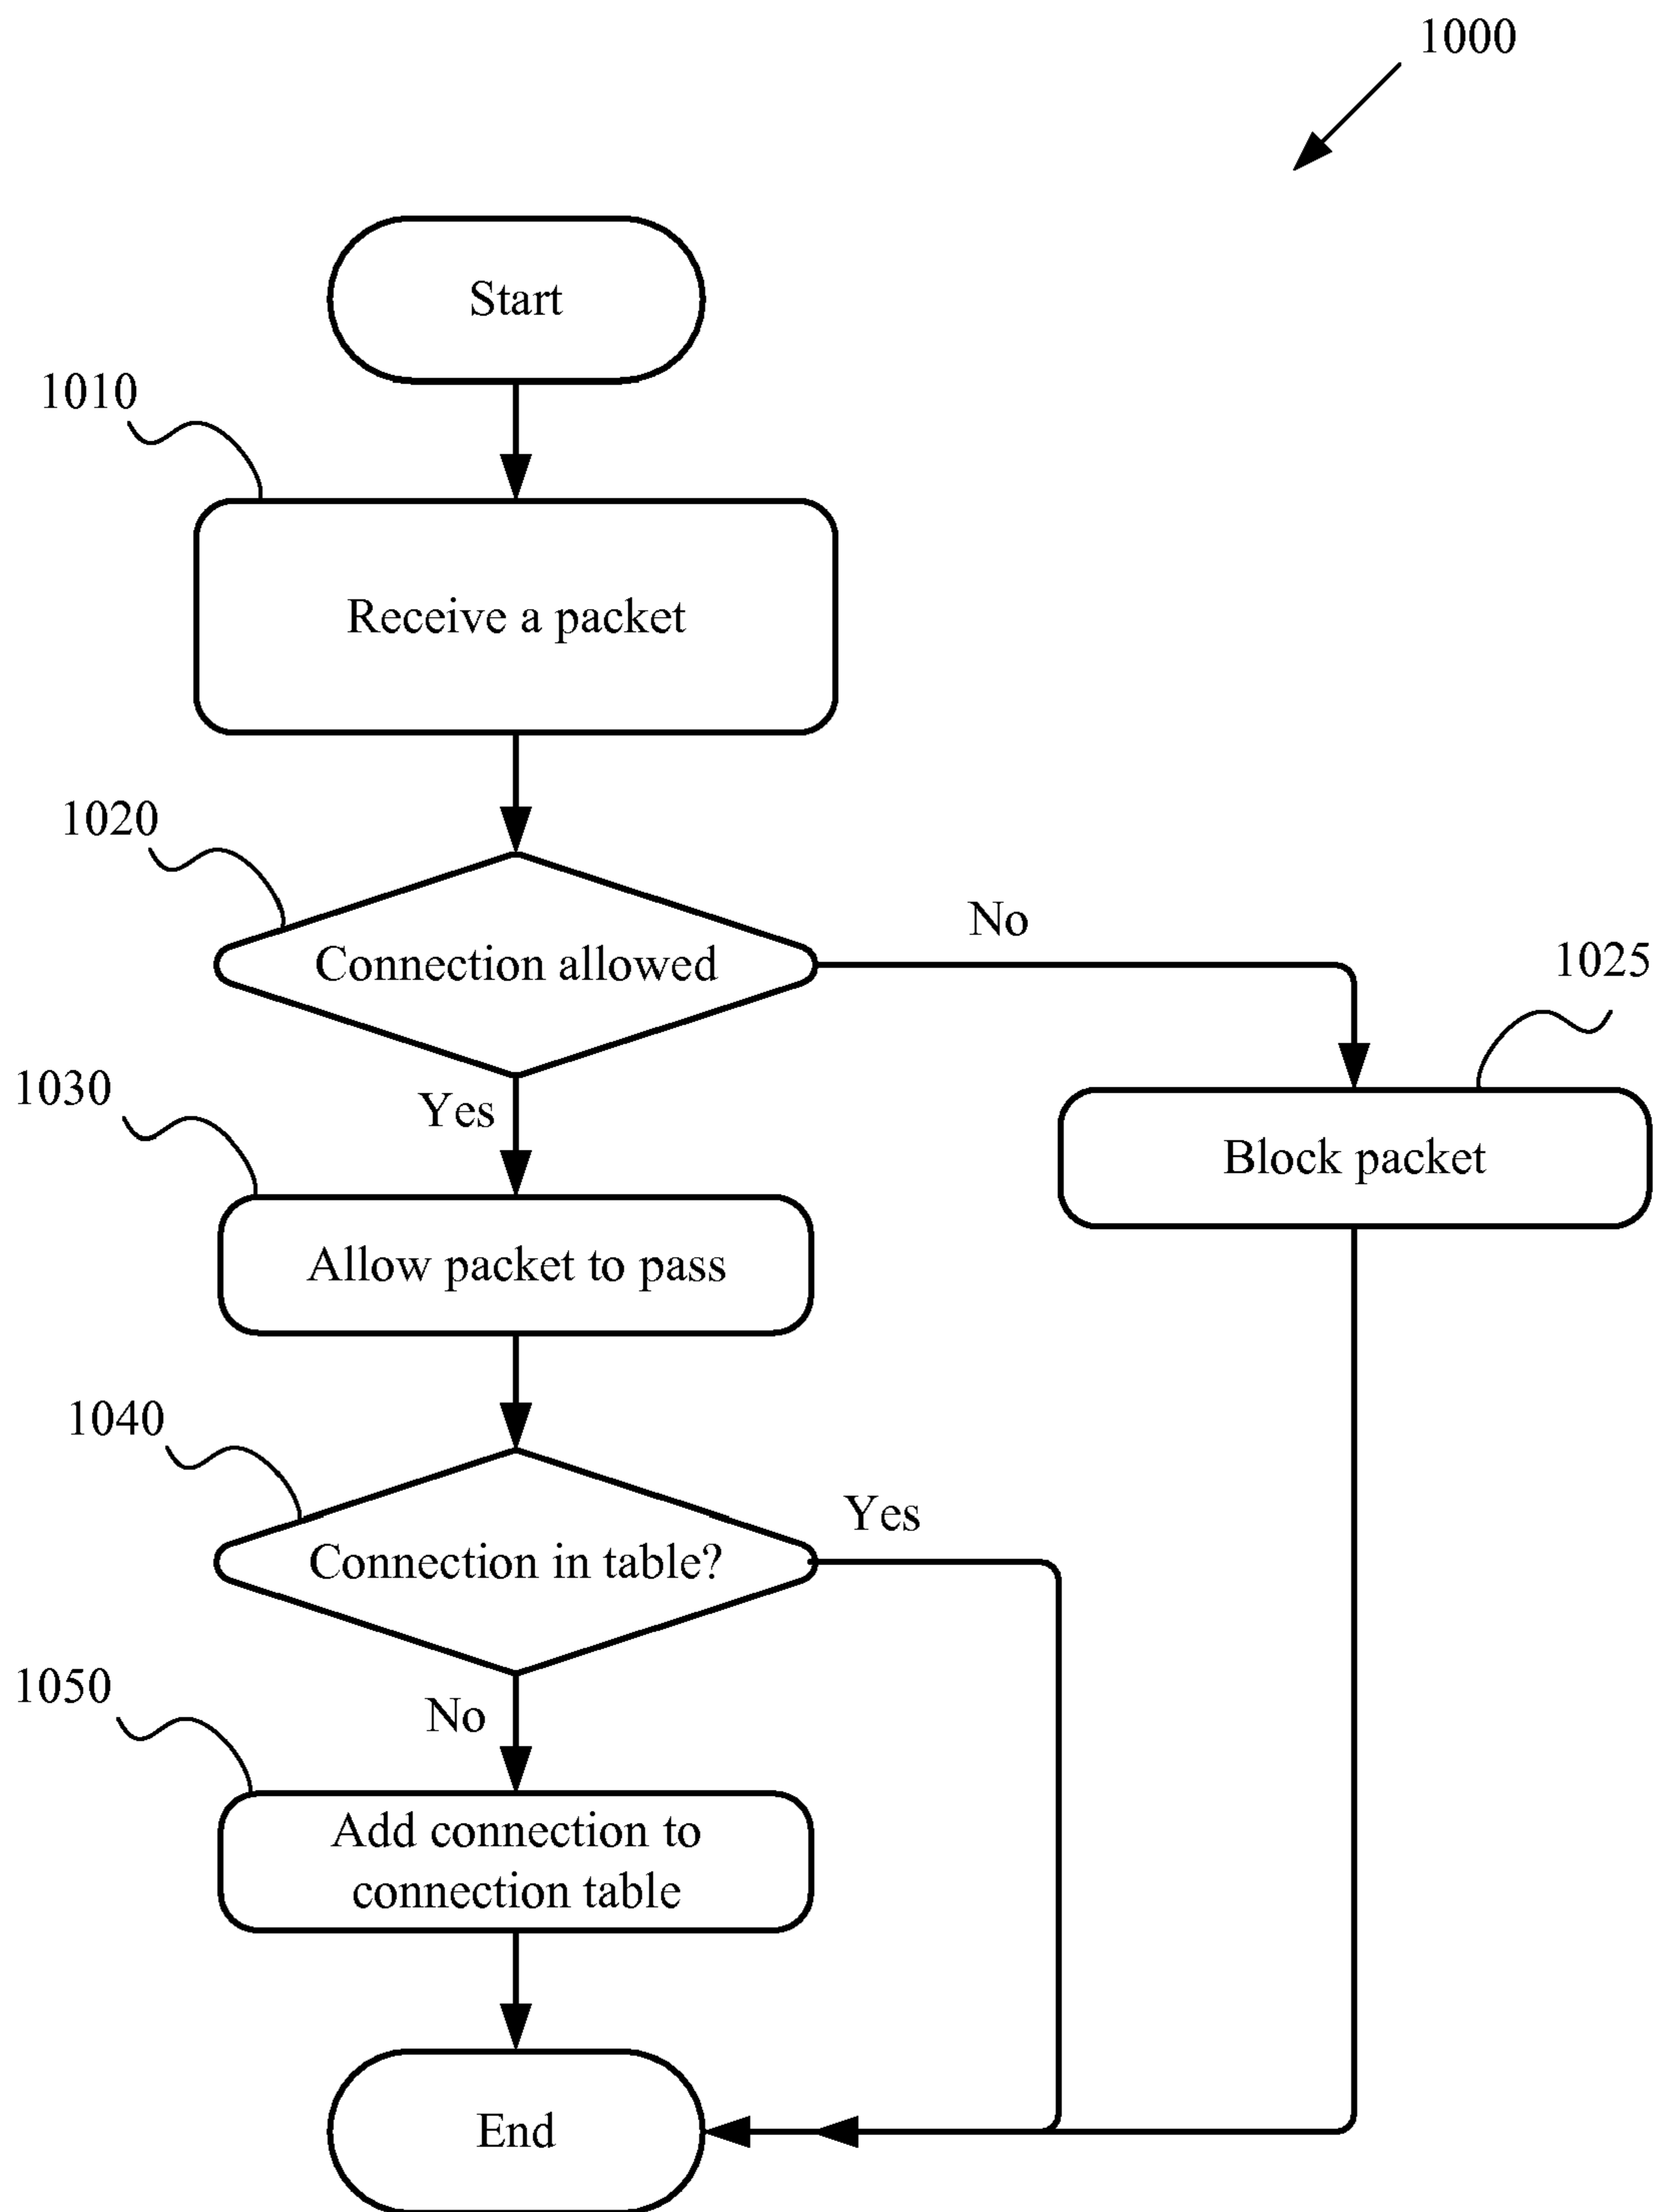 1000
Start
1010
Receive a packet
1020
Connection allowed
No
1025
Yes
1030
Block packet
Allow packet to pass
1040
Yes
Connection in table?
No
1050
Add connection to
connection table
End